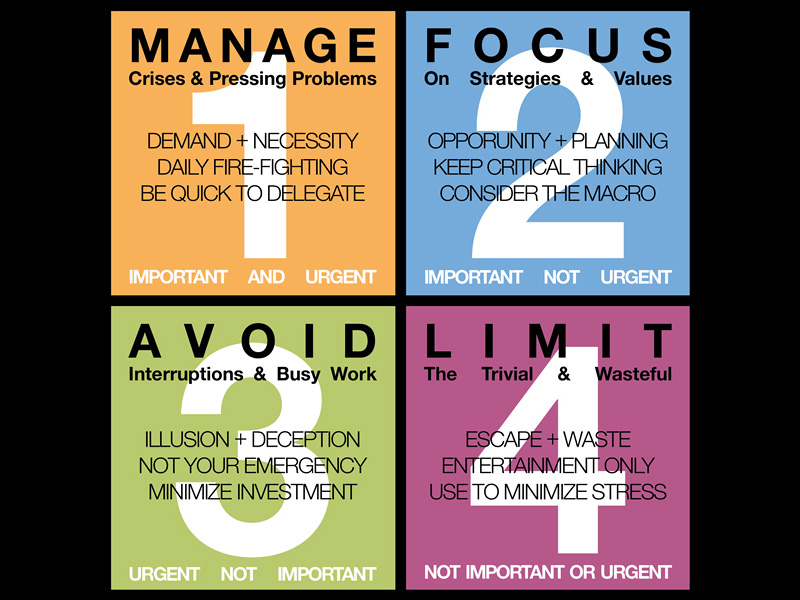 MANAGE
Crises & Pressing Problems
1
DEMAND + NECESSITY
DAILY FIRE-FIGHTING
BE QUICK TO DELEGATE
IMPORTANT AND URGENT
FOCUS
On Strategies & Values
2
OPPORUNITY + PLANNING
KEEP CRITICAL THINKING
CONSIDER THE MACRO
IMPORTANT NOT URGENT
AVOID
Interruptions & Busy Work
3
ILLUSION + DECEPTION
NOT YOUR EMERGENCY
MINIMIZE INVESTMENT
URGENT NOT IMPORTANT
LIMIT
The Trivial & Wasteful
4
ESCAPE + WASTE
ENTERTAINMENT ONLY
USE TO MINIMIZE STRESS
NOT IMPORTANT OR URGENT